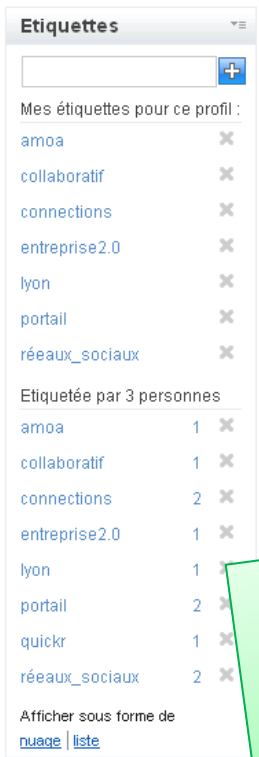 Etiquettes
Mes étiquettes pour ce profil :
amoa
collaboratif
connections
entreprise2.0
lyon
portail
réeaux_sociaux
Etiquetée par 3 personnes
amoa 1
collaboratif 1
connections 2
entreprise2.0 1
lyon 1
portail 2
quickr 1
réeaux_sociaux 2
Afficher sous forme de
nuage | liste